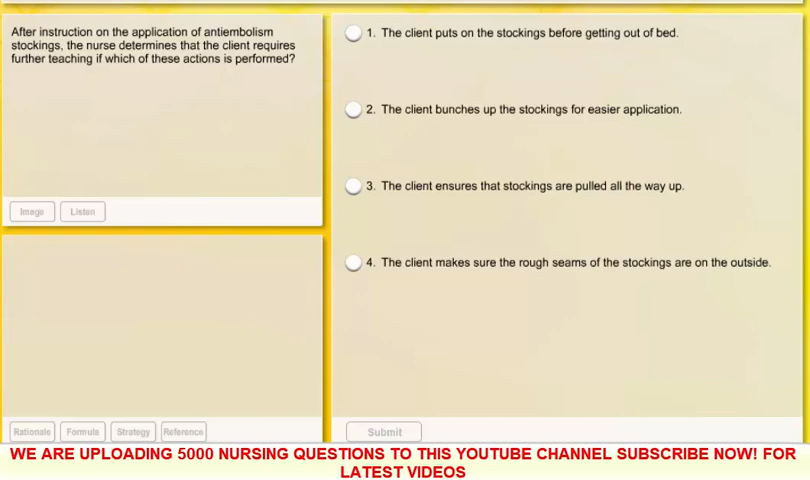 After instruction on the application of antiembolism
stockings, the nurse determines that the client requires
further teaching if which of these actions is performed?
Image
Listen
1. The client puts on the stockings before getting out of bed.
2. The client bunches up the stockings for easier application.
3. The client ensures that stockings are pulled all the way up.
4. The client makes sure the rough seams of the stockings are on the outside.
Rationale
Formula
Strategy
Reference
Submit
WE ARE UPLOADING 5000 NURSING QUESTIONS TO THIS YOUTUBE CHANNEL SUBSCRIBE NOW! FOR
LATEST VIDEOS